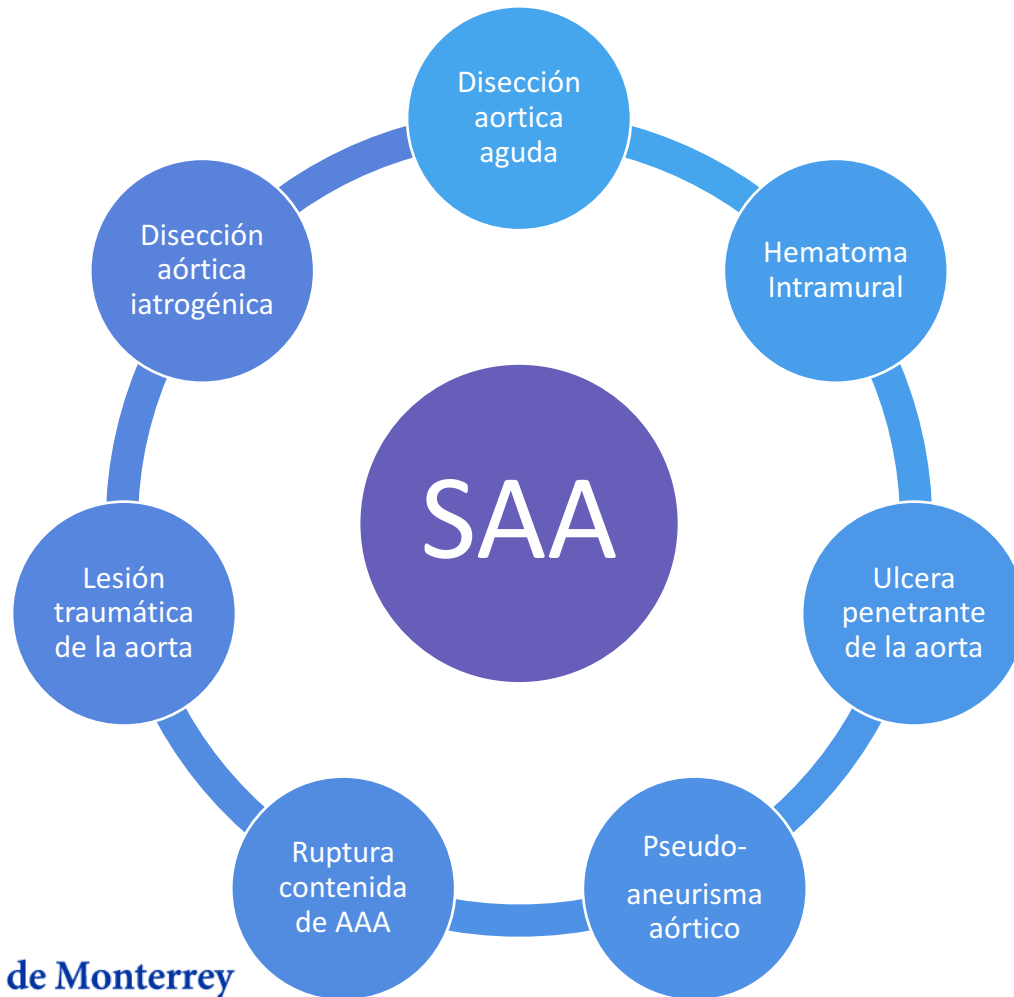 Disección
aortica
aguda
Hematoma
Intramural
Ulcera
penetrante
de la aorta
Pseudo-
aneurisma
aórtico
Ruptura
contenida
de AAA
Lesión
traumática
de la aorta
Disección
aórtica
iatrogénica
SAA
de Monterrey